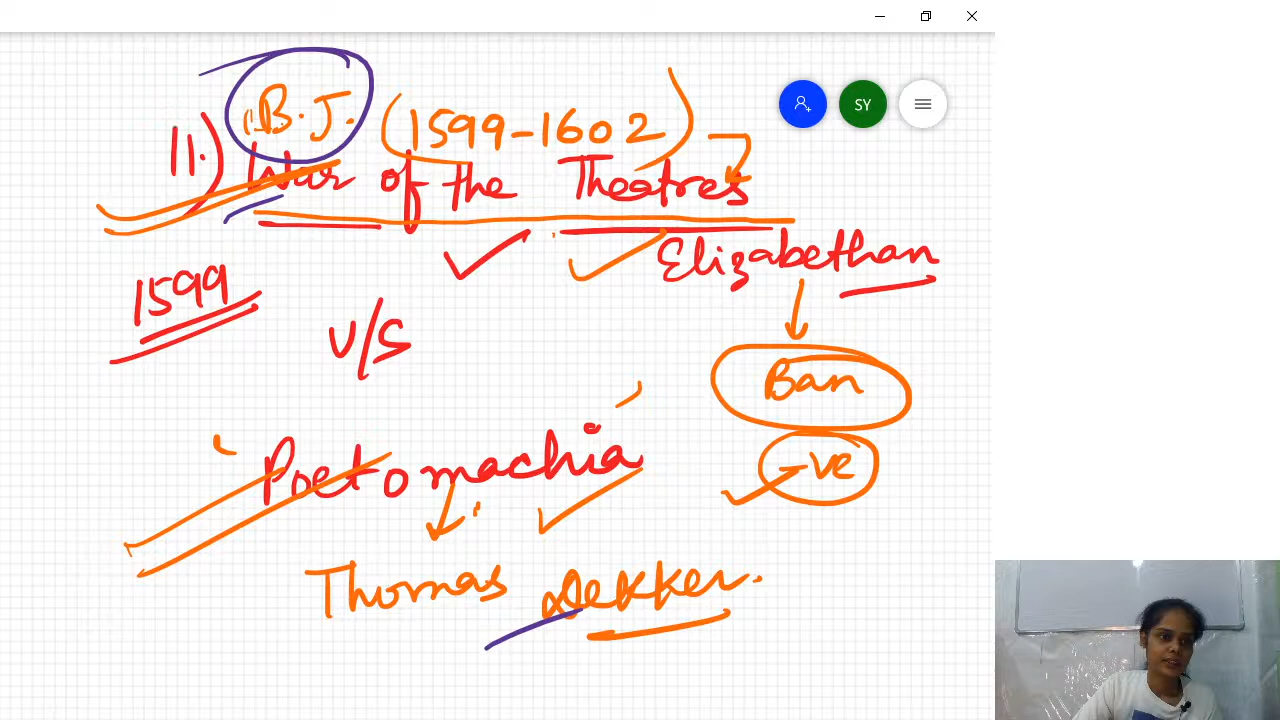 B.J. (1599-1602)
11.) War of the Theatres
Elizabethan
1599
V/S
Ban
-ve
Poetomachia
Thomas Dekker.
SY